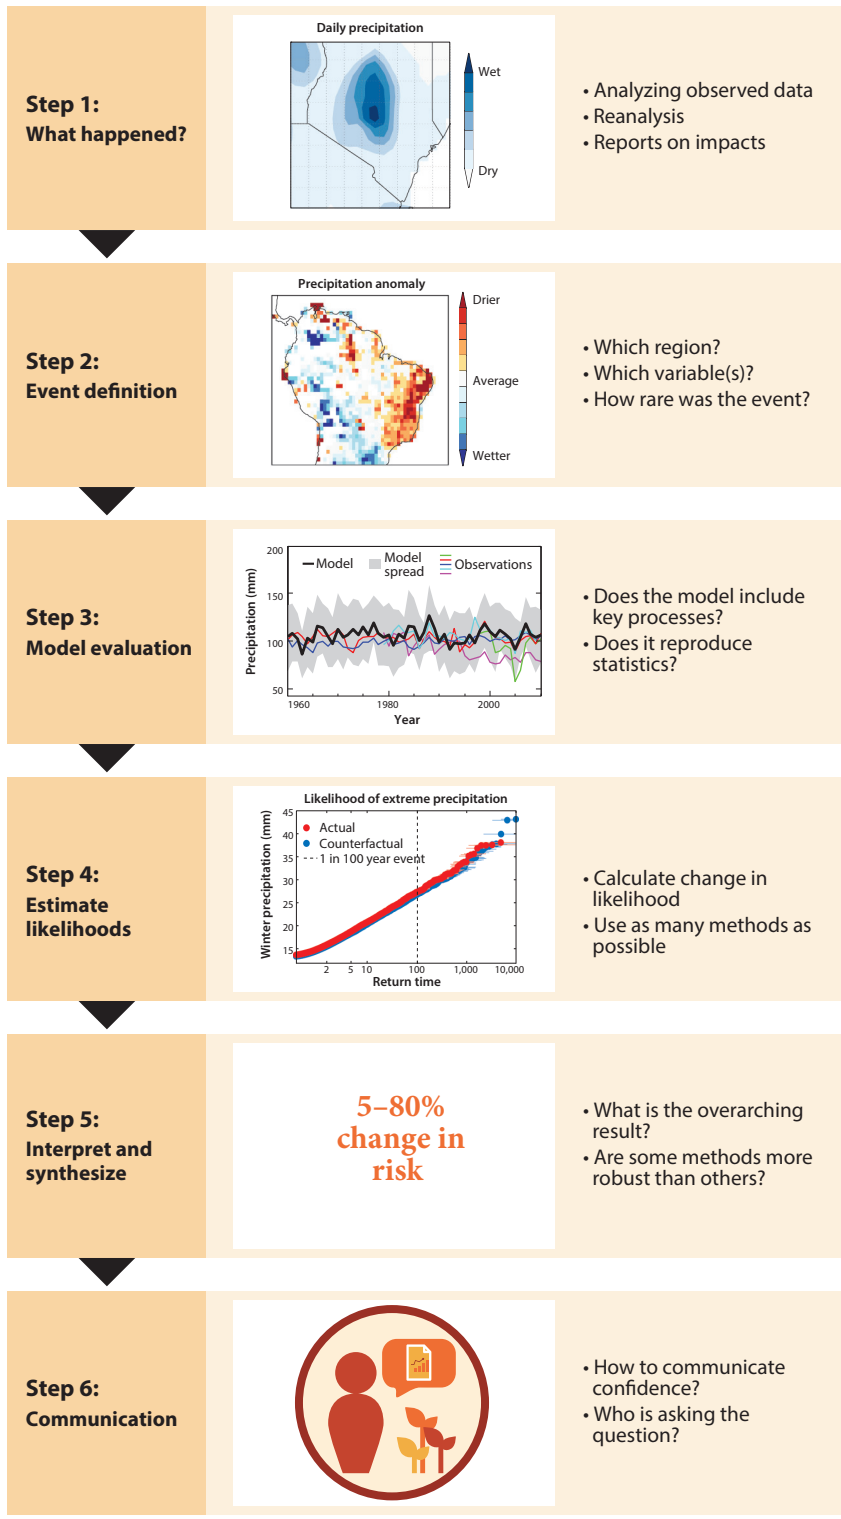 Step 1:
What happened?
Daily precipitation
Wet
Dry
• Analyzing observed data
• Reanalysis
• Reports on impacts
Step 2:
Event definition
Precipitation anomaly
Drier
Average
Wetter
• Which region?
• Which variable(s)?
• How rare was the event?
Step 3:
Model evaluation
Precipitation (mm)
200
150
100
50
Model
Model
spread
Observations
1960
1980
2000
Year
• Does the model include
key processes?
• Does it reproduce
statistics?
Step 4:
Estimate
likelihoods
Likelihood of extreme precipitation
Winter precipitation (mm)
45
40
35
30
25
20
15
Actual
Counterfactual
1 in 100 year event
2
5
10
100
1,000
10,000
Return time
• Calculate change in
likelihood
• Use as many methods as
possible
Step 5:
Interpret and
synthesize
5–80%
change in
risk
• What is the overarching
result?
• Are some methods more
robust than others?
Step 6:
Communication
• How to communicate
confidence?
• Who is asking the
question?